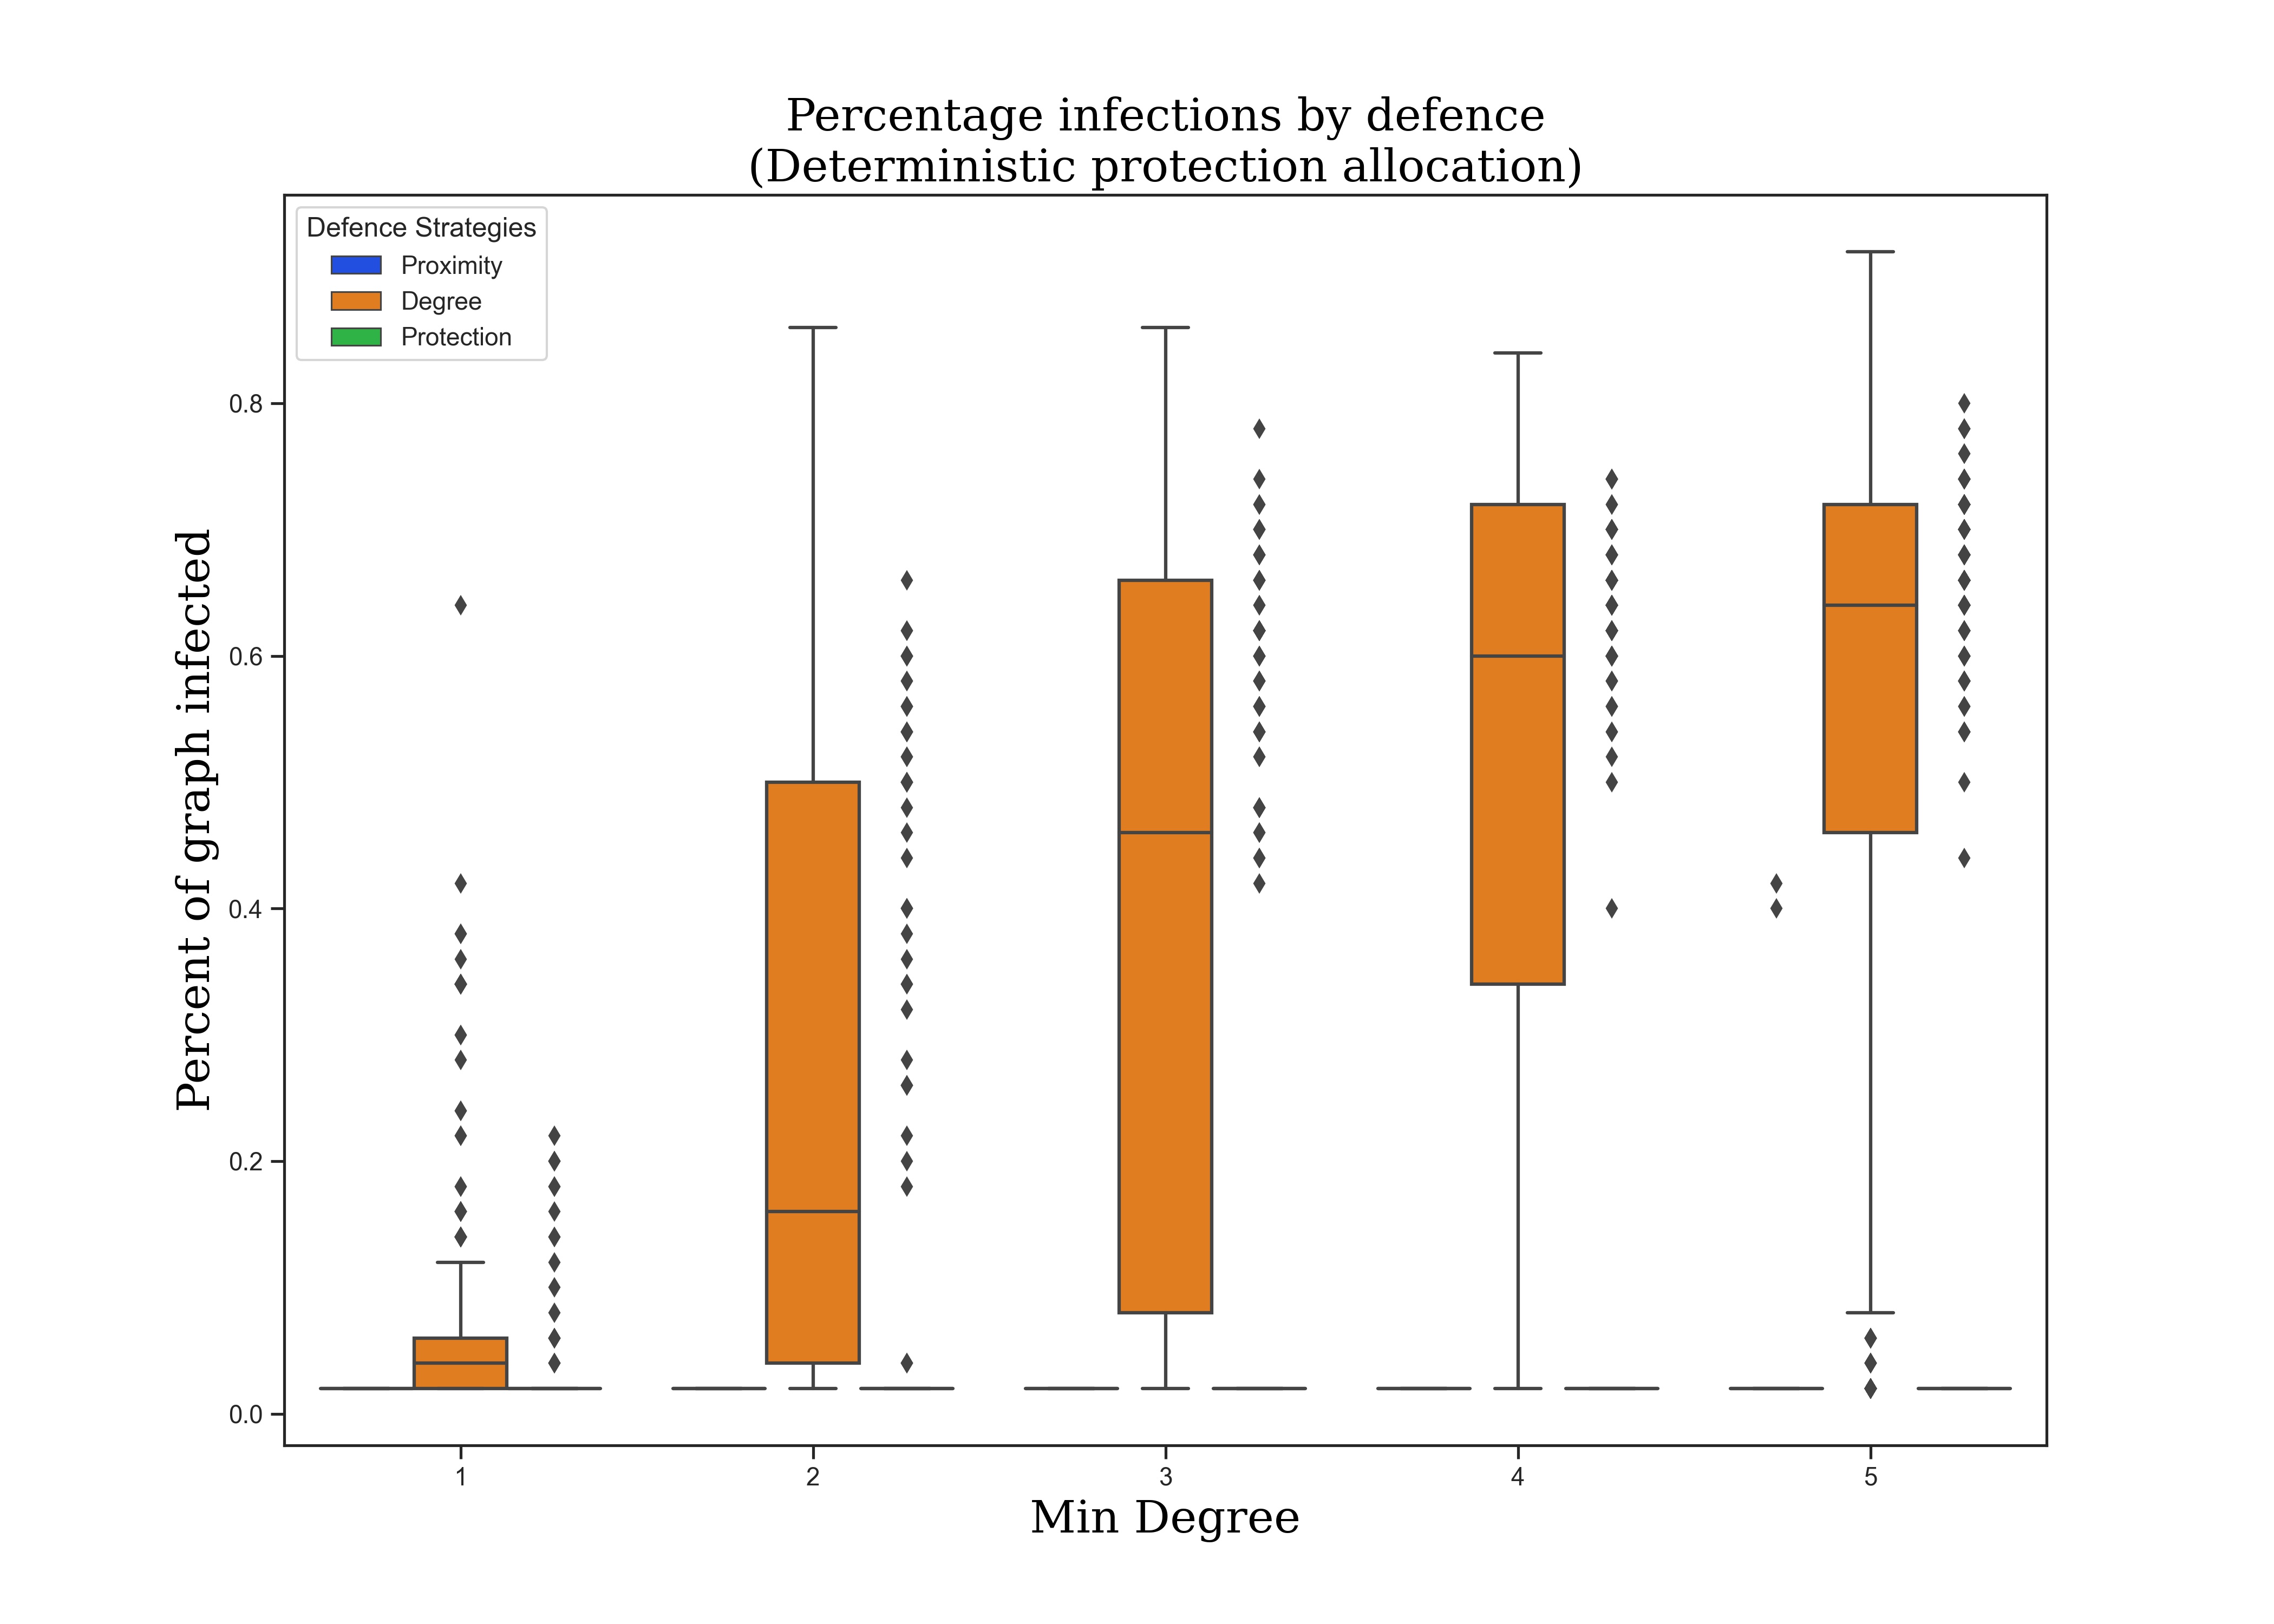 Percentage infections by defence
(Deterministic protection allocation)
Defence Strategies
Proximity
Degree
Protection
Percent of graph infected
0.8
0.6
0.4
0.2
0.0
1 2 3 4 5
Min Degree